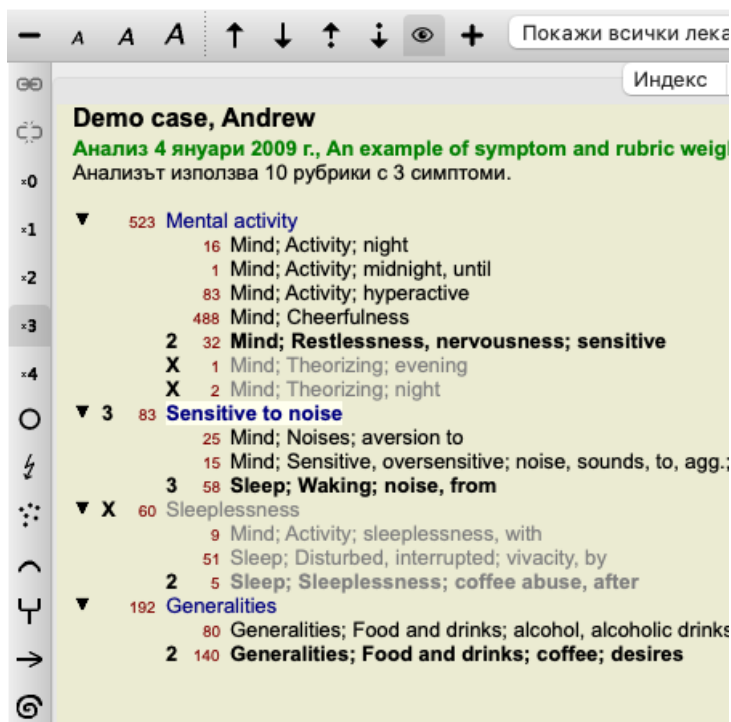 A A A Покажи всички лека
Индекс
Demo case, Andrew
Анализ 4 януари 2009 г., An example of symptom and rubric weig
Анализът използва 10 рубрики с 3 симптоми.
×0
×1
×2
×3
×4
523 Mental activity
16 Mind; Activity; night
1 Mind; Activity; midnight, until
83 Mind; Activity; hyperactive
488 Mind; Cheerfulness
2 32 Mind; Restlessness, nervousness; sensitive
X 1 Mind; Theorizing; evening
X 2 Mind; Theorizing; night
3 83 Sensitive to noise
25 Mind; Noises; aversion to
15 Mind; Sensitive, oversensitive; noise, sounds, to, agg.;
3 58 Sleep; Waking; noise, from
X 60 Sleeplessness
9 Mind; Activity; sleeplessness, with
51 Sleep; Disturbed, interrupted; vivacity, by
2 5 Sleep; Sleeplessness; coffee abuse, after
192 Generalities
80 Generalities; Food and drinks; alcohol, alcoholic drinks
2 140 Generalities; Food and drinks; coffee; desires